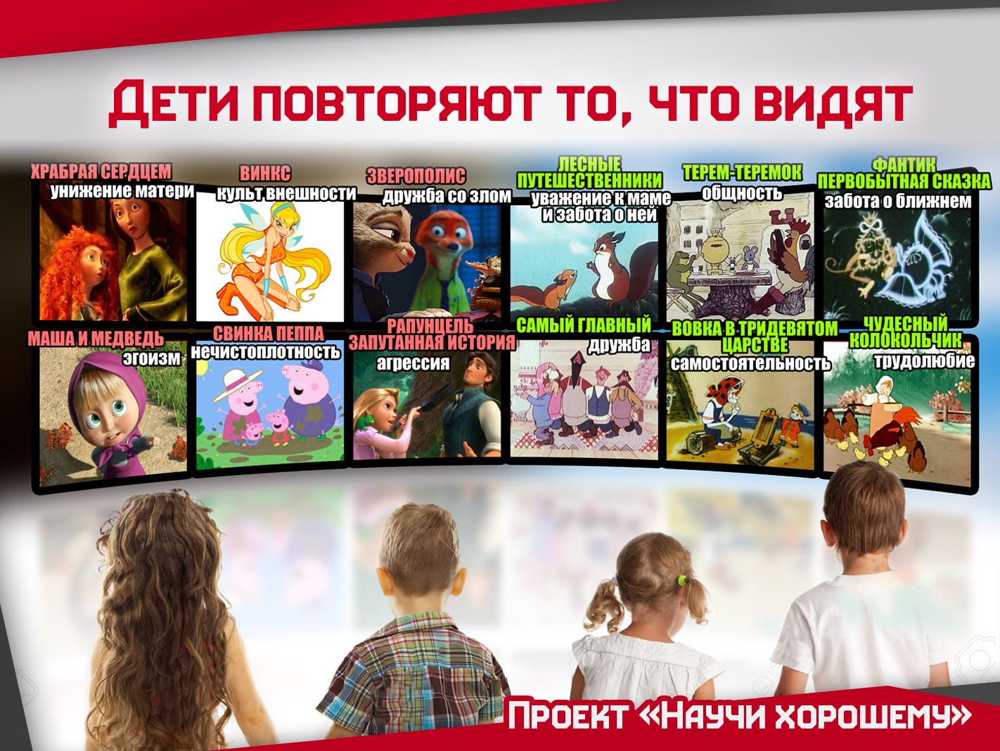 Дети повторяют то, что видят
ХРАБРАЯ СЕРДЦЕМ
унижение матери
ВИНКС
культ внешности
ЗВЕРОПОЛИС
дружба со злом
ЛЕСНЫЕ
ПУТЕШЕСТВЕННИКИ
уважение к маме
и забота о ней
ТЕРЕМ-ТЕРЕМОК
общность
ФАНТИК
ПЕРВОБЫТНАЯ СКАЗКА
забота о ближнем
МАША И МЕДВЕДЬ
эгоизм
СВИНКА ПЕППА
нечистоплотность
РАПУНЦЕЛЬ
ЗАПУТАННАЯ ИСТОРИЯ
агрессия
САМЫЙ ГЛАВНЫЙ
дружба
ВОВКА В ТРИДЕВЯТОМ
ЦАРСТВЕ
самостоятельность
ЧУДЕСНЫЙ
КОЛОКОЛЬЧИК
трудолюбие
Проект «Научи хорошему»